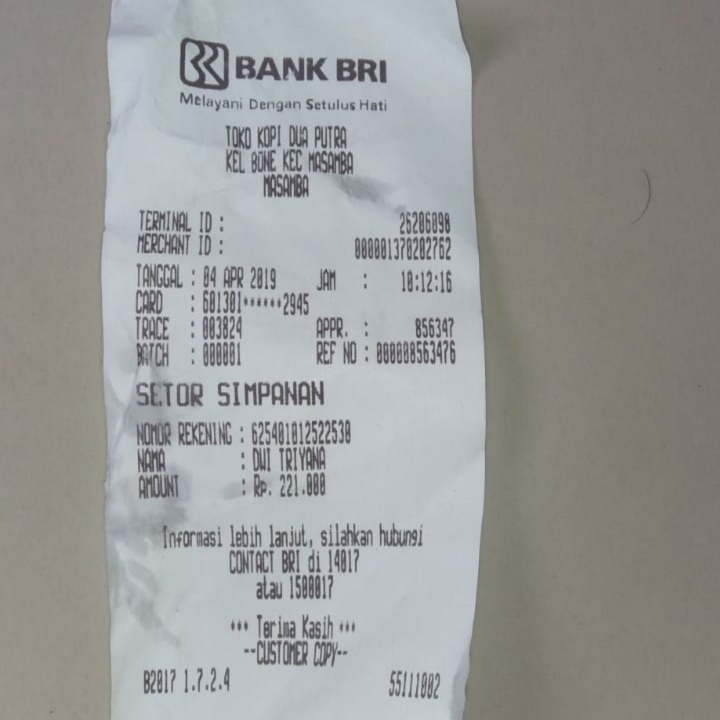 BANK BRI
Melayani Dengan Setulus Hati
TOKO KOPI DUA PUTRA
KEL BONE KEC MASAMBA
MASAMBA
TERMINAL ID : 26206098
MERCHANT ID : 000001370202762
TANGGAL : 04 APR 2019 JAM : 10:12:16
CARD : 601301******2945
TRACE : 003824 APPR. : 856347
BATCH : 000001 REF NO : 000008563476
SETOR SIMPANAN
NOMOR REKENING : 625401012522530
NAMA : DWI TRIYANA
AMOUNT : Rp. 221.000
Informasi lebih lanjut, silahkan hubungi
CONTACT BRI di 14017
atau 1500017
*** Terima Kasih ***
--CUSTOMER COPY--
B2017 1.7.2.4 55111002